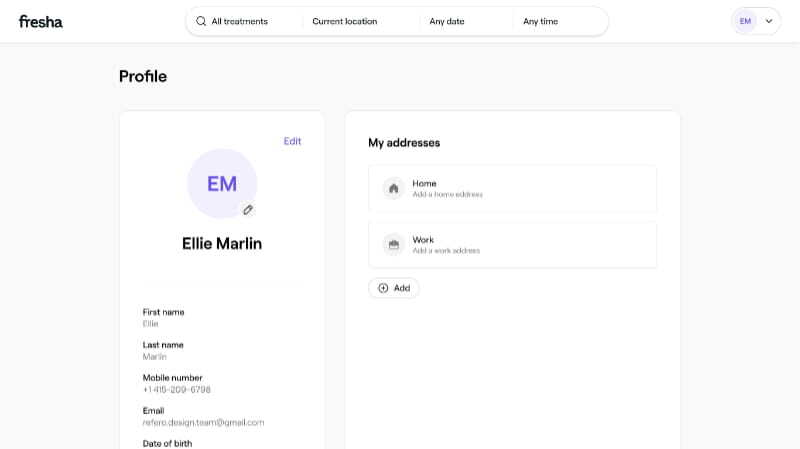 fresha
All treatments
Current location
Any date
Any time
EM
Profile
Edit
EM
Ellie Marlin
First name
Ellie
Last name
Marlin
Mobile number
+1 415-209-6798
Email
refero.design.team@gmail.com
Date of birth
My addresses
Home
Add a home address
Work
Add a work address
Add